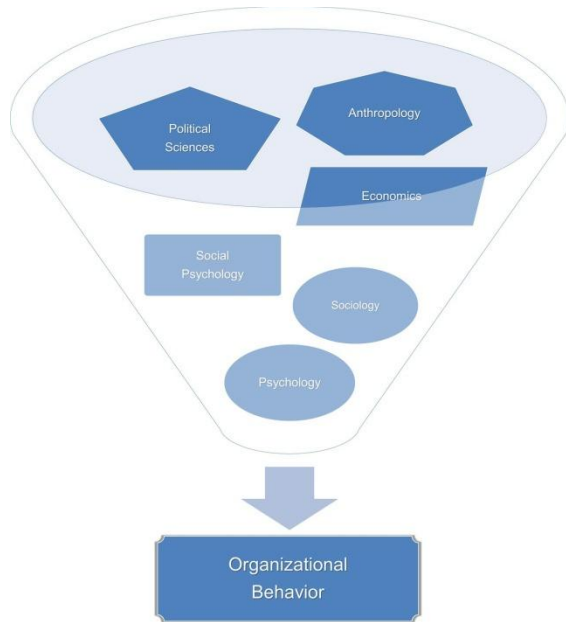 Anthropology
Political
Sciences
Economics
Social
Psychology
Sociology
Psychology
Organizational
Behavior